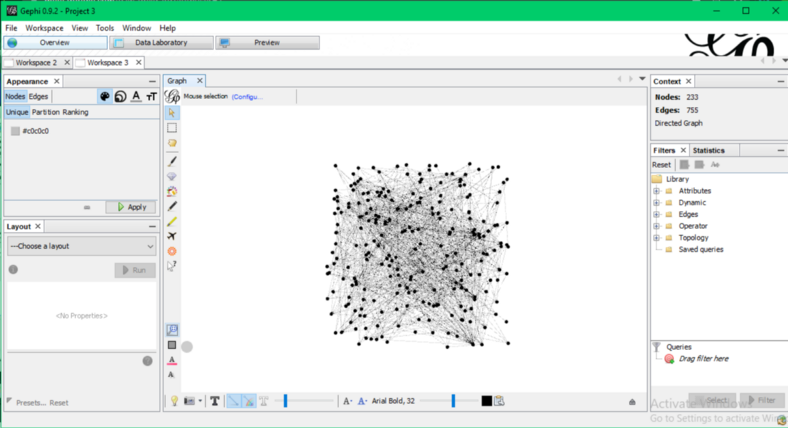 Gephi 0.9.2 - Project 3
File Workspace View Tools Window Help
Overview Data Laboratory Preview
Workspace 2 Workspace 3
Appearance
Nodes Edges
Unique Partition Ranking
#c0c0c0
Apply
Layout
---Choose a layout
Run
<No Properties>
Presets... Reset
Graph
Mouse selection (Configu...
Arial Bold, 32
Context
Nodes: 233
Edges: 755
Directed Graph
Filters Statistics
Reset
Library
Attributes
Dynamic
Edges
Operator
Topology
Saved queries
Queries
Drag filter here
Select Filter
Activate Windows
Go to Settings to activate Win